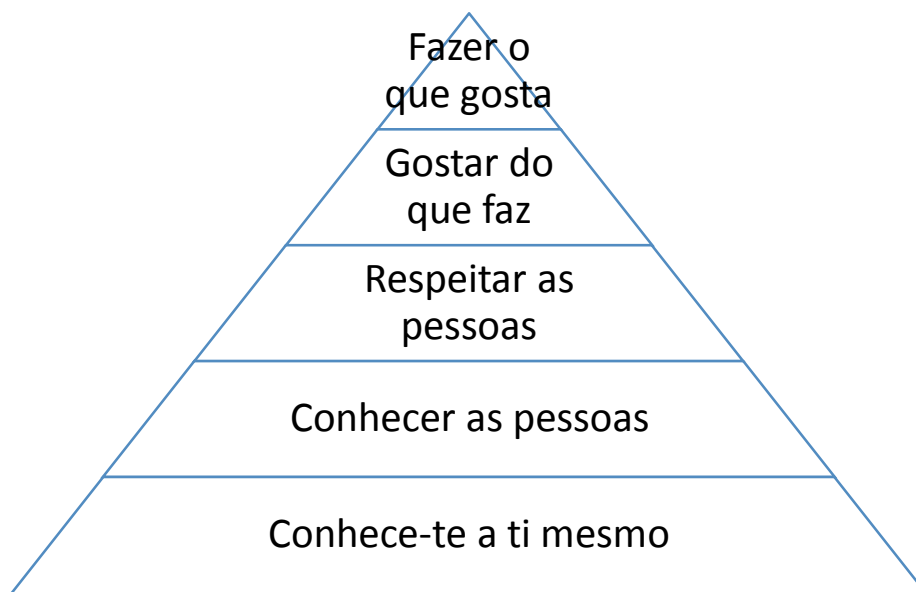 Fazer o
que gosta
Gostar do
que faz
Respeitar as
pessoas
Conhecer as pessoas
Conhece-te a ti mesmo